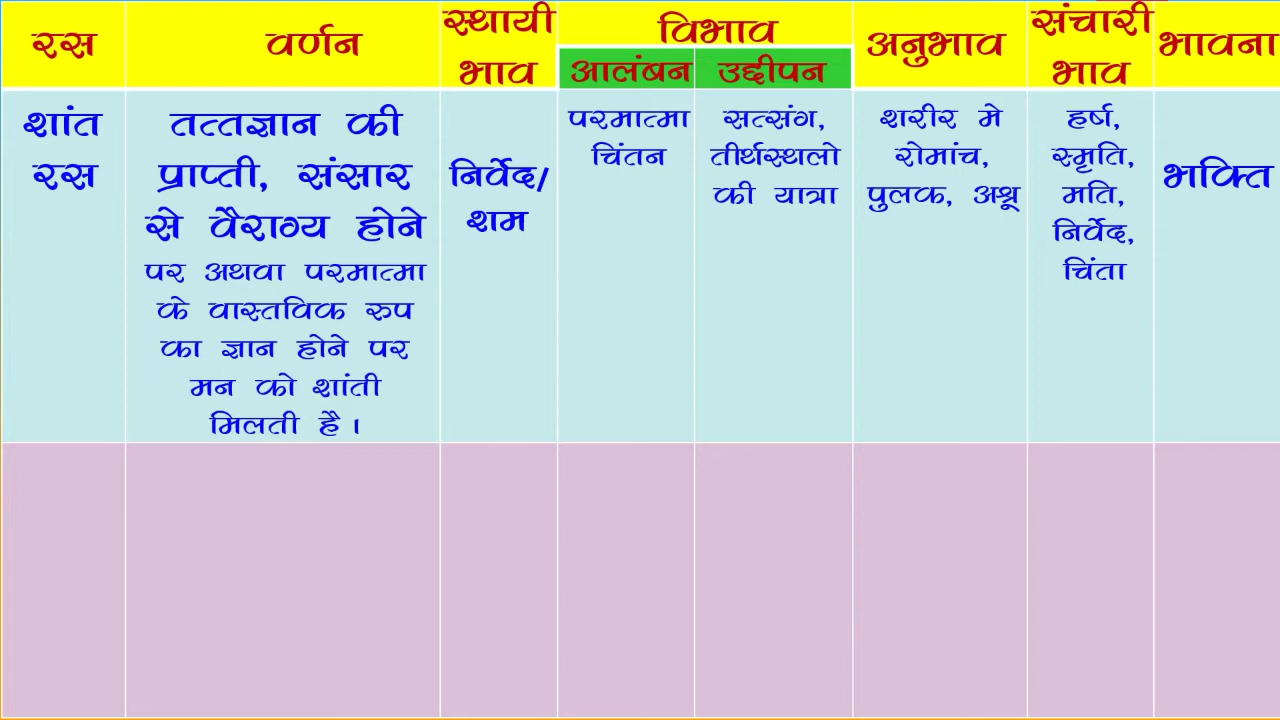 रस
वर्णन
स्थायी
भाव
विभाव
आलंबन
उद्दीपन
अनुभाव
संचारी
भाव
भावना
शांत
रस
तत्तज्ञान की
प्राप्ती, संसार
से वैराग्य होने
पर अथवा परमात्मा
के वास्तविक रुप
का ज्ञान होने पर
मन को शांती
मिलती है।
निर्वेद/
शम
परमात्मा
चिंतन
सत्संग,
तीर्थस्थलो
की यात्रा
शरीर मे
रोमांच,
पुलक, अश्रू
हर्ष,
स्मृति,
मति,
निर्वेद,
चिंता
भक्ति